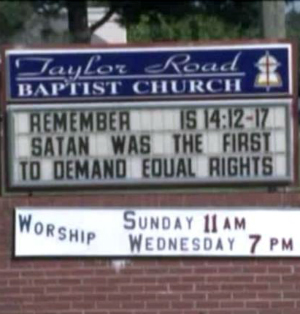 Taylor Road
BAPTIST CHURCH
REMEMBER IS 14:12-17
SATAN WAS THE FIRST
TO DEMAND EQUAL RIGHTS
WORSHIP SUNDAY 11 AM
WEDNESDAY 7 PM